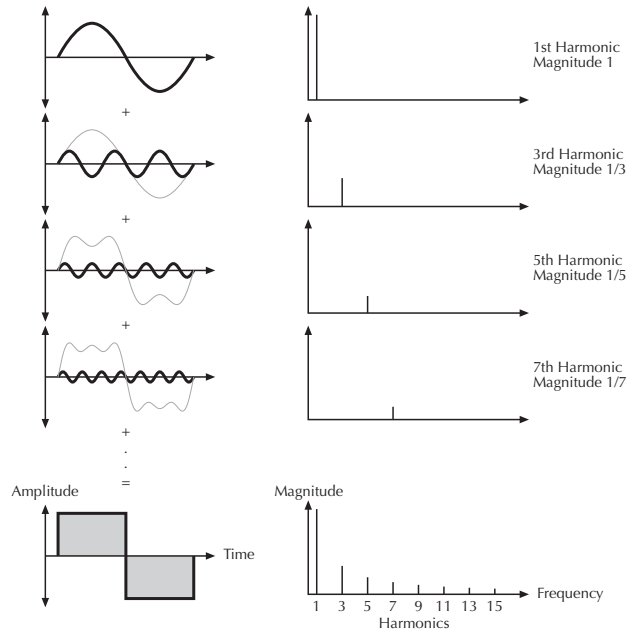 1st Harmonic
Magnitude 1
+
3rd Harmonic
Magnitude 1/3
+
5th Harmonic
Magnitude 1/5
+
7th Harmonic
Magnitude 1/7
+
.
.
=
Amplitude
Magnitude
Time
Frequency
1 3 5 7 9 11 13 15
Harmonics